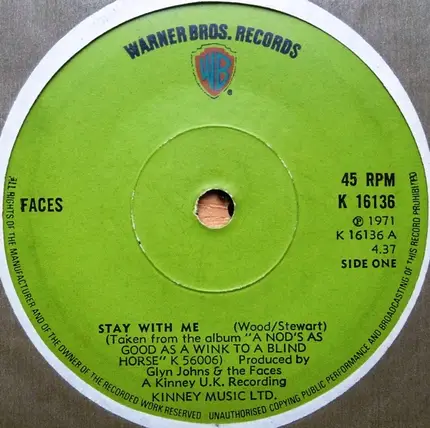 WARNER BROS. RECORDS
WB
®
FACES
45 RPM
K 16136
℗ 1971
K 16136 A
4.37
SIDE ONE
STAY WITH ME (Wood/Stewart)
(Taken from the album "A NOD'S AS
GOOD AS A WINK TO A BLIND
HORSE" K 56006) Produced by
Glyn Johns & the Faces
A Kinney U.K. Recording
KINNEY MUSIC LTD.
ALL RIGHTS OF THE MANUFACTURER AND OF THE OWNER OF THE RECORDED WORK RESERVED UNAUTHORISED COPYING PUBLIC PERFORMANCE AND BROADCASTING OF THIS RECORD PROHIBITED